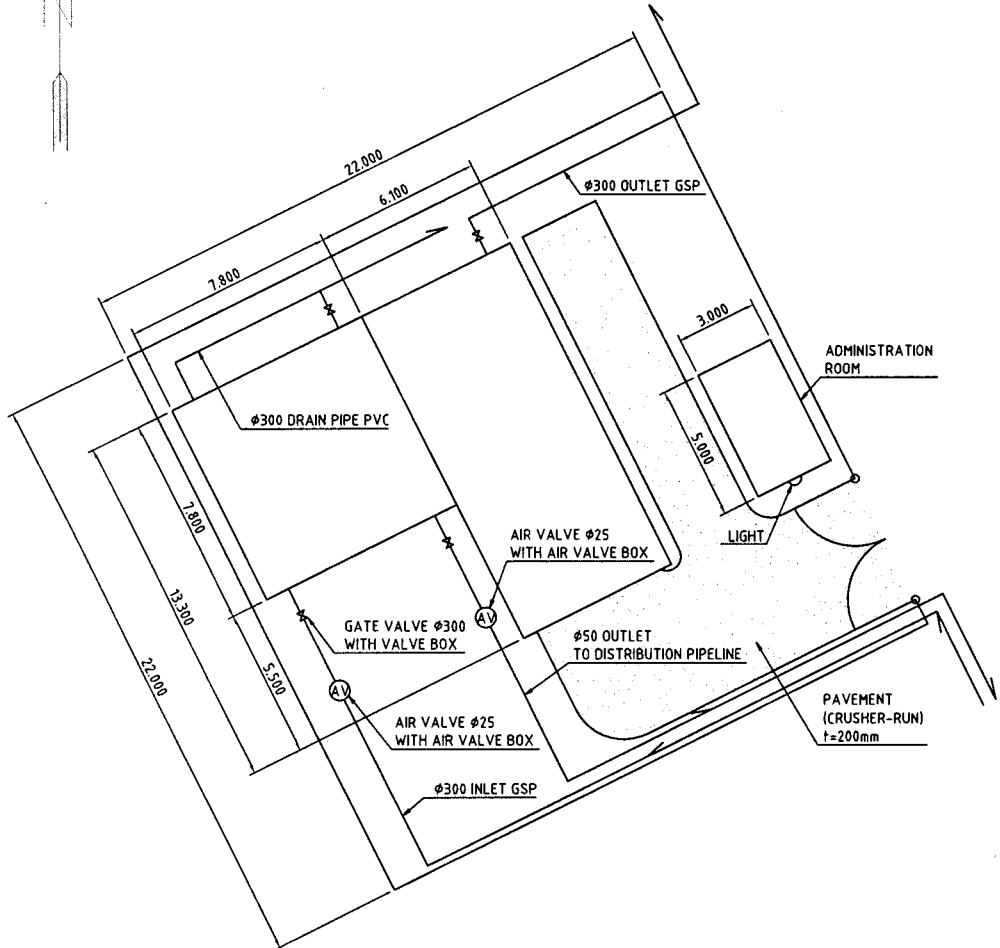 N
22.000
6.100
Ø300 OUTLET GSP
7.800
3.000
ADMINISTRATION
ROOM
Ø300 DRAIN PIPE PVC
5.000
7.800
LIGHT
AIR VALVE Ø25
WITH AIR VALVE BOX
AV
13.300
GATE VALVE Ø300
WITH VALVE BOX
Ø50 OUTLET
TO DISTRIBUTION PIPELINE
22.000
5.500
AV
AIR VALVE Ø25
WITH AIR VALVE BOX
PAVEMENT
(CRUSHER-RUN)
t=200mm
Ø300 INLET GSP